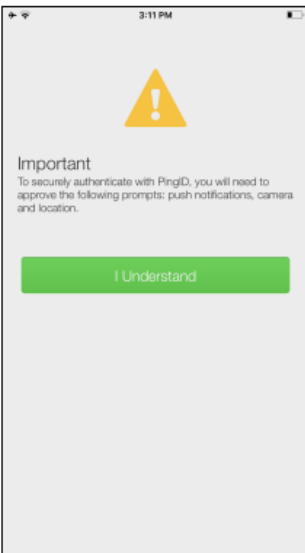 3:11 PM
Important
To securely authenticate with PingID, you will need to
approve the following prompts: push notifications, camera
and location.
I Understand